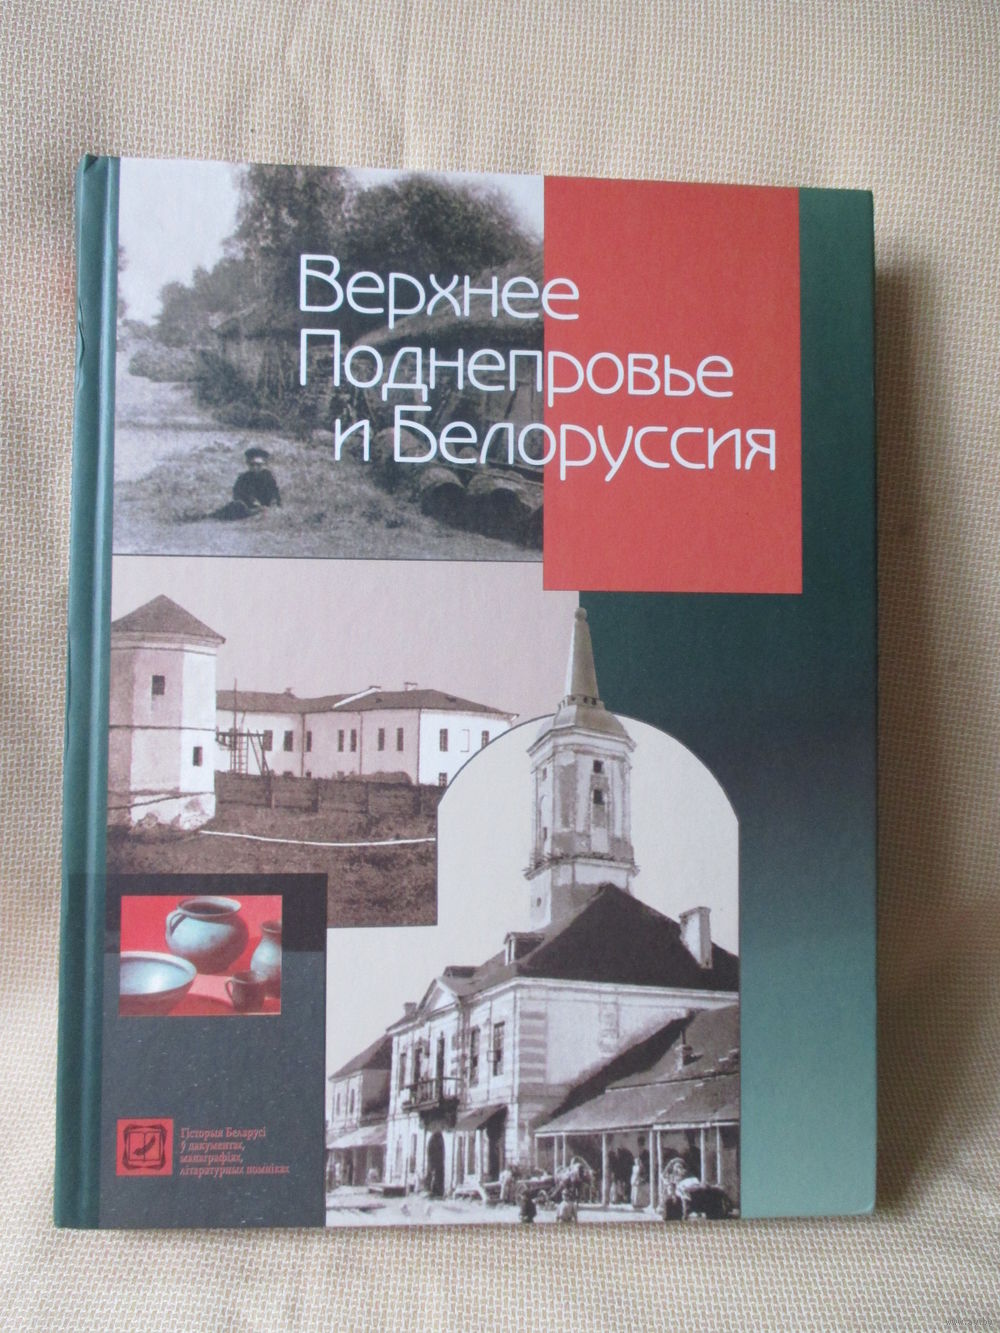 Верхнее
Поднепровье
и Белоруссия
Гісторыя Беларусі
ў дакументах,
манаграфіях,
літаратурных помніках